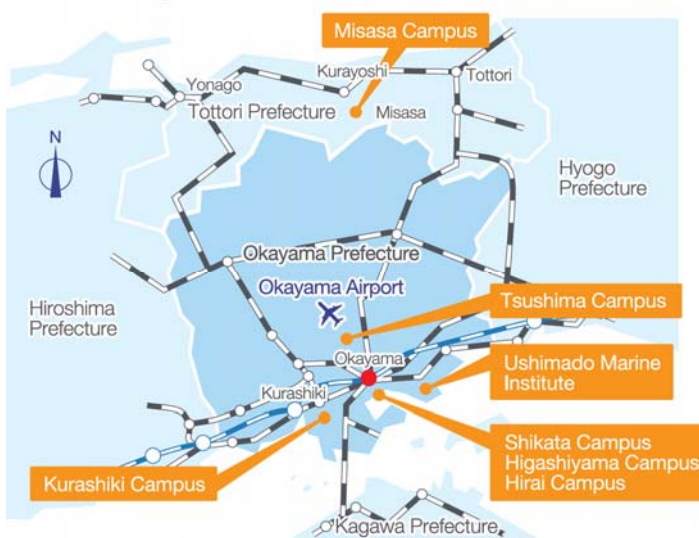 Misasa Campus
Kurayoshi
Tottori
Yonago
Tottori Prefecture
Misasa
N
Hyogo
Prefecture
Okayama Prefecture
Okayama Airport
Hiroshima
Prefecture
Tsushima Campus
Okayama
Ushimado Marine
Institute
Kurashiki
Shikata Campus
Higashiyama Campus
Hirai Campus
Kurashiki Campus
Kagawa Prefecture